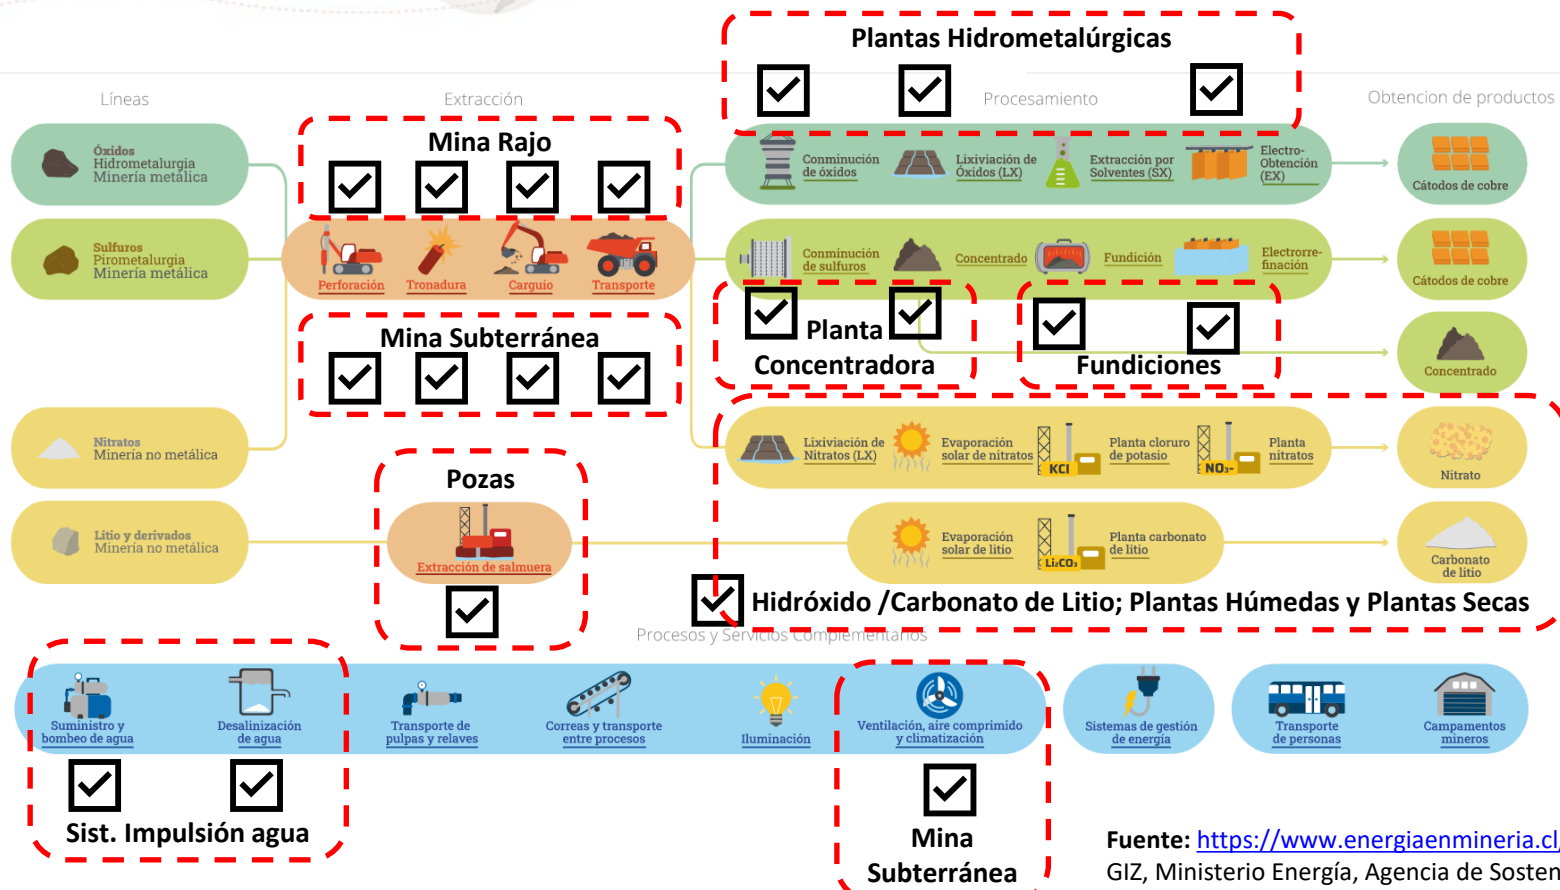 Plantas Hidrometalúrgicas
Líneas
Extracción
Procesamiento
Obtencion de productos
Mina Rajo
Óxidos
Hidrometalurgia
Minería metálica
Conminución
de óxidos
Lixiviación de
Óxidos (LX)
Extracción por
Solventes (SX)
Electro-
Obtención
(EX)
Cátodos de cobre
Sulfuros
Pirometalurgia
Minería metálica
Perforación
Tronadura
Carguío
Transporte
Conminución
de sulfuros
Concentrado
Fundición
Electrorre-
finación
Cátodos de cobre
Mina Subterránea
Planta
Concentradora
Fundiciones
Concentrado
Nitratos
Minería no metálica
Lixiviación de
Nitratos (LX)
Evaporación
solar de nitratos
KCl
Planta cloruro
de potasio
NO₃-
Planta
nitratos
Nitrato
Pozas
Litio y derivados
Minería no metálica
Extracción de salmuera
Evaporación
solar de litio
Li₂CO₃
Planta carbonato
de litio
Carbonato
de litio
Hidróxido /Carbonato de Litio; Plantas Húmedas y Plantas Secas
Procesos y Servicios Complementarios
Suministro y
bombeo de agua
Desalinización
de agua
Transporte de
pulpas y relaves
Correas y transporte
entre procesos
Iluminación
Ventilación, aire comprimido
y climatización
Sistemas de gestión
de energía
Transporte
de personas
Campamentos
mineros
Sist. Impulsión agua
Mina
Subterránea
Fuente: https://www.energiaenmineria.cl/
GIZ, Ministerio Energía, Agencia de Sosten